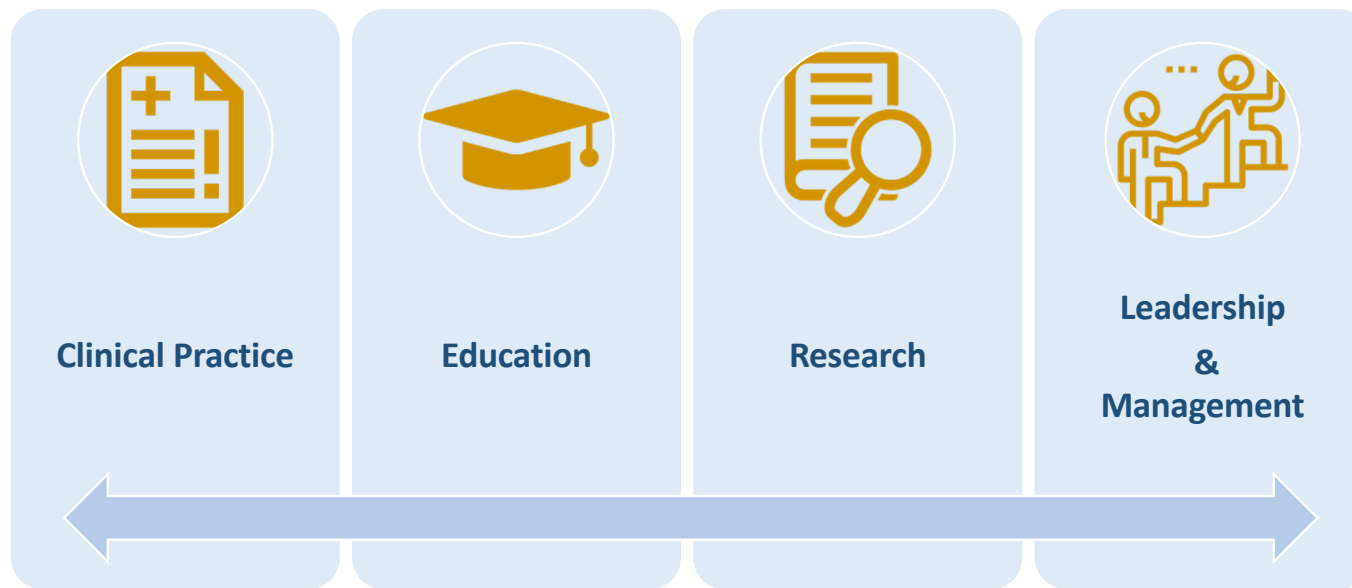 Clinical Practice
Education
Research
Leadership
&
Management